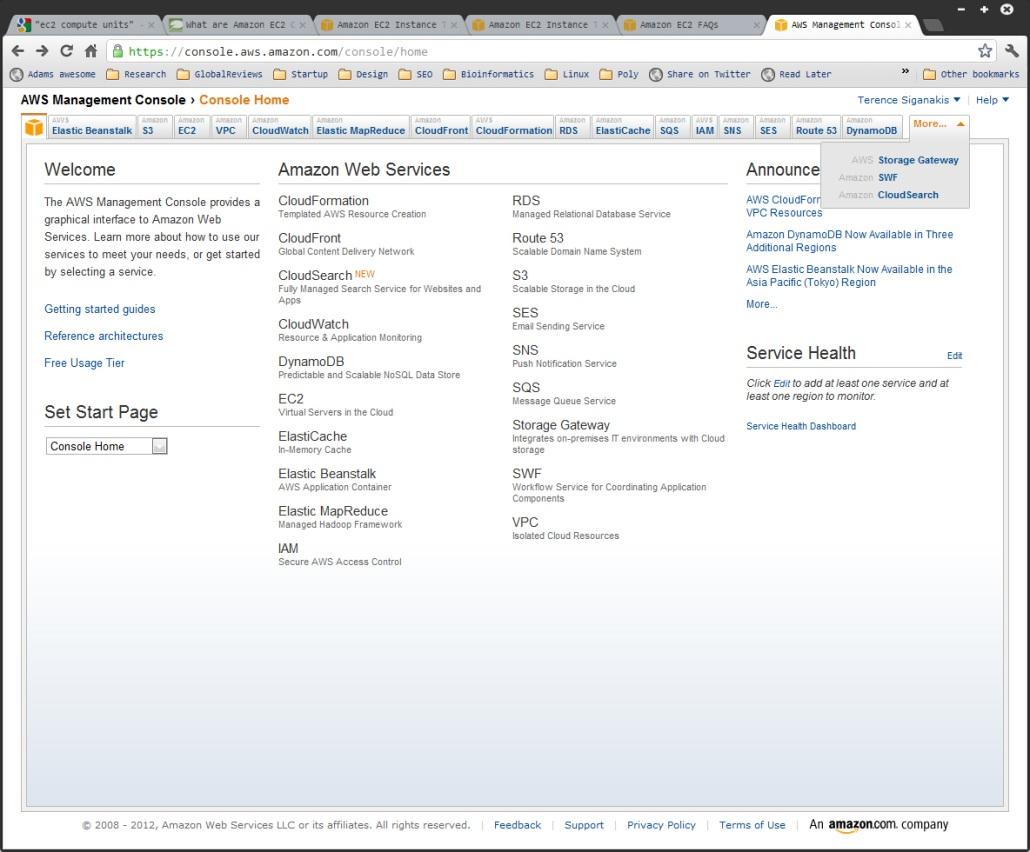 "ec2 compute units" -
What are Amazon EC2 C
Amazon EC2 Instance T
Amazon EC2 Instance T
Amazon EC2 FAQs
AWS Management Consol
https://console.aws.amazon.com/console/home
Adams awesome
Research
GlobalReviews
Startup
Design
SEO
Bioinformatics
Linux
Poly
Share on Twitter
Read Later
»
Other bookmarks
AWS Management Console › Console Home
Terence Siganakis
Help
AWS
Elastic Beanstalk
Amazon
S3
Amazon
EC2
Amazon
VPC
Amazon
CloudWatch
Amazon
Elastic MapReduce
Amazon
CloudFront
AWS
CloudFormation
Amazon
RDS
Amazon
ElastiCache
Amazon
SQS
AWS
IAM
Amazon
SNS
Amazon
SES
Amazon
Route 53
Amazon
DynamoDB
More...
AWS Storage Gateway
Amazon SWF
Amazon CloudSearch
Welcome
The AWS Management Console provides a
graphical interface to Amazon Web
Services. Learn more about how to use our
services to meet your needs, or get started
by selecting a service.
Getting started guides
Reference architectures
Free Usage Tier
Set Start Page
Console Home
Amazon Web Services
CloudFormation
Templated AWS Resource Creation
CloudFront
Global Content Delivery Network
CloudSearch NEW
Fully Managed Search Service for Websites and
Apps
CloudWatch
Resource & Application Monitoring
DynamoDB
Predictable and Scalable NoSQL Data Store
EC2
Virtual Servers in the Cloud
ElastiCache
In-Memory Cache
Elastic Beanstalk
AWS Application Container
Elastic MapReduce
Managed Hadoop Framework
IAM
Secure AWS Access Control
RDS
Managed Relational Database Service
Route 53
Scalable Domain Name System
S3
Scalable Storage in the Cloud
SES
Email Sending Service
SNS
Push Notification Service
SQS
Message Queue Service
Storage Gateway
Integrates on-premises IT environments with Cloud
storage
SWF
Workflow Service for Coordinating Application
Components
VPC
Isolated Cloud Resources
Announce
AWS CloudForr
VPC Resources
Amazon DynamoDB Now Available in Three
Additional Regions
AWS Elastic Beanstalk Now Available in the
Asia Pacific (Tokyo) Region
More...
Service Health
Edit
Click Edit to add at least one service and at
least one region to monitor.
Service Health Dashboard
© 2008 - 2012, Amazon Web Services LLC or its affiliates. All rights reserved. | Feedback | Support | Privacy Policy | Terms of Use | An amazon.com. company